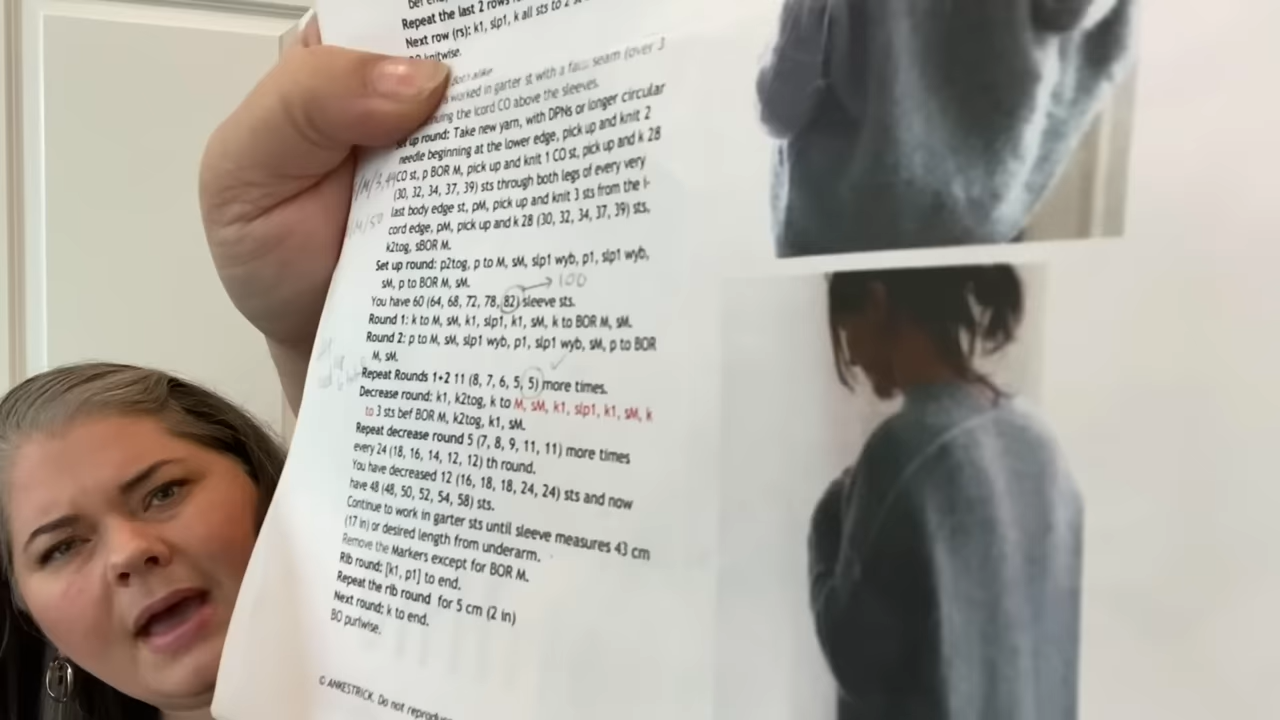 Repeat the last 2 rows
Next row (rs): k1, slp1, k all sts to 2
knitwise.
both alike
worked in garter st with a faux seam (over 3
the Icord CO above the sleeves.
up round: Take new yarn, with DPNs or longer circular
needle beginning at the lower edge, pick up and knit 2
CO st, p BOR M, pick up and knit 1 CO st, pick up and k 28
(30, 32, 34, 37, 39) sts through both legs of every very
last body edge st, pM, pick up and knit 3 sts from the I-
cord edge, pM, pick up and k 28 (30, 32, 34, 37, 39) sts,
k2tog, sBOR M.
Set up round: p2tog, p to M, sM, slp1 wyb, p1, slp1 wyb,
sM, p to BOR M, sM.
100
You have 60 (64, 68, 72, 78, 82) sleeve sts.
Round 1: k to M, sM, k1, slp1, k1, sM, k to BOR M, sM.
Round 2: p to M, sM, slp1 wyb, p1, slp1 wyb, sM, p to BOR
M, sM.
Repeat Rounds 1+2 11 (8, 7, 6, 5, 5) more times.
Decrease round: k1, k2tog, k to M, sM, k1, slp1, k1, sM, k
to 3 sts bef BOR M, k2tog, k1, sM.
Repeat decrease round 5 (7, 8, 9, 11, 11) more times
every 24 (18, 16, 14, 12, 12) th round.
You have decreased 12 (16, 18, 18, 24, 24) sts and now
have 48 (48, 50, 52, 54, 58) sts.
Continue to work in garter sts until sleeve measures 43 cm
(17 in) or desired length from underarm.
Remove the Markers except for BOR M.
Rib round: [k1, p1] to end.
Repeat the rib round for 5 cm (2 in)
Next round: k to end.
BO purlwise.
© ANKESTRICK. Do not